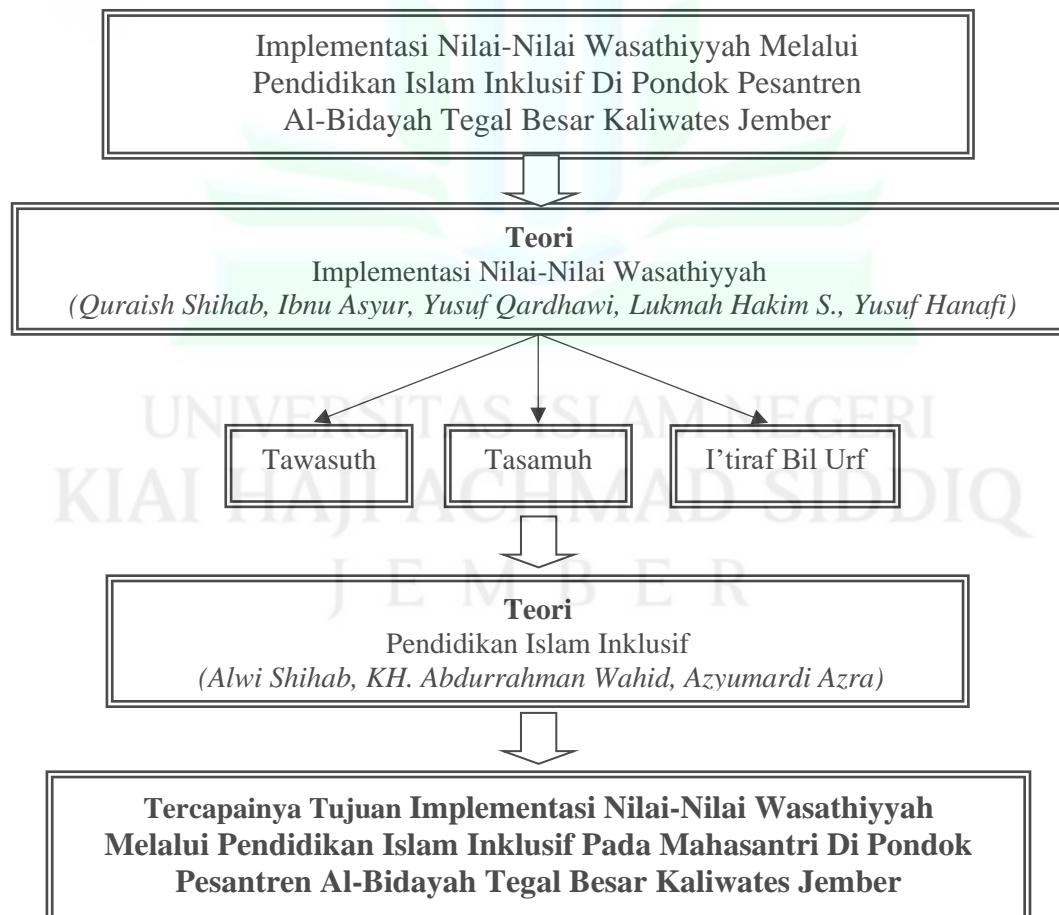 Implementasi Nilai-Nilai Wasathiyyah Melalui
Pendidikan Islam Inklusif Di Pondok Pesantren
Al-Bidayah Tegal Besar Kaliwates Jember
Teori
Implementasi Nilai-Nilai Wasathiyyah
(Quraish Shihab, Ibnu Asyur, Yusuf Qardhawi, Lukmah Hakim S., Yusuf Hanafi)
UNIVERSITAS ISLAM NEGERI
Tawasuth
Tasamuh
I'tiraf Bil Urf
KIAI HAJI ACHMAD SIDDIQ
JEMBER
Teori
Pendidikan Islam Inklusif
(Alwi Shihab, KH. Abdurrahman Wahid, Azyumardi Azra)
Tercapainya Tujuan Implementasi Nilai-Nilai Wasathiyyah
Melalui Pendidikan Islam Inklusif Pada Mahasantri Di Pondok
Pesantren Al-Bidayah Tegal Besar Kaliwates Jember